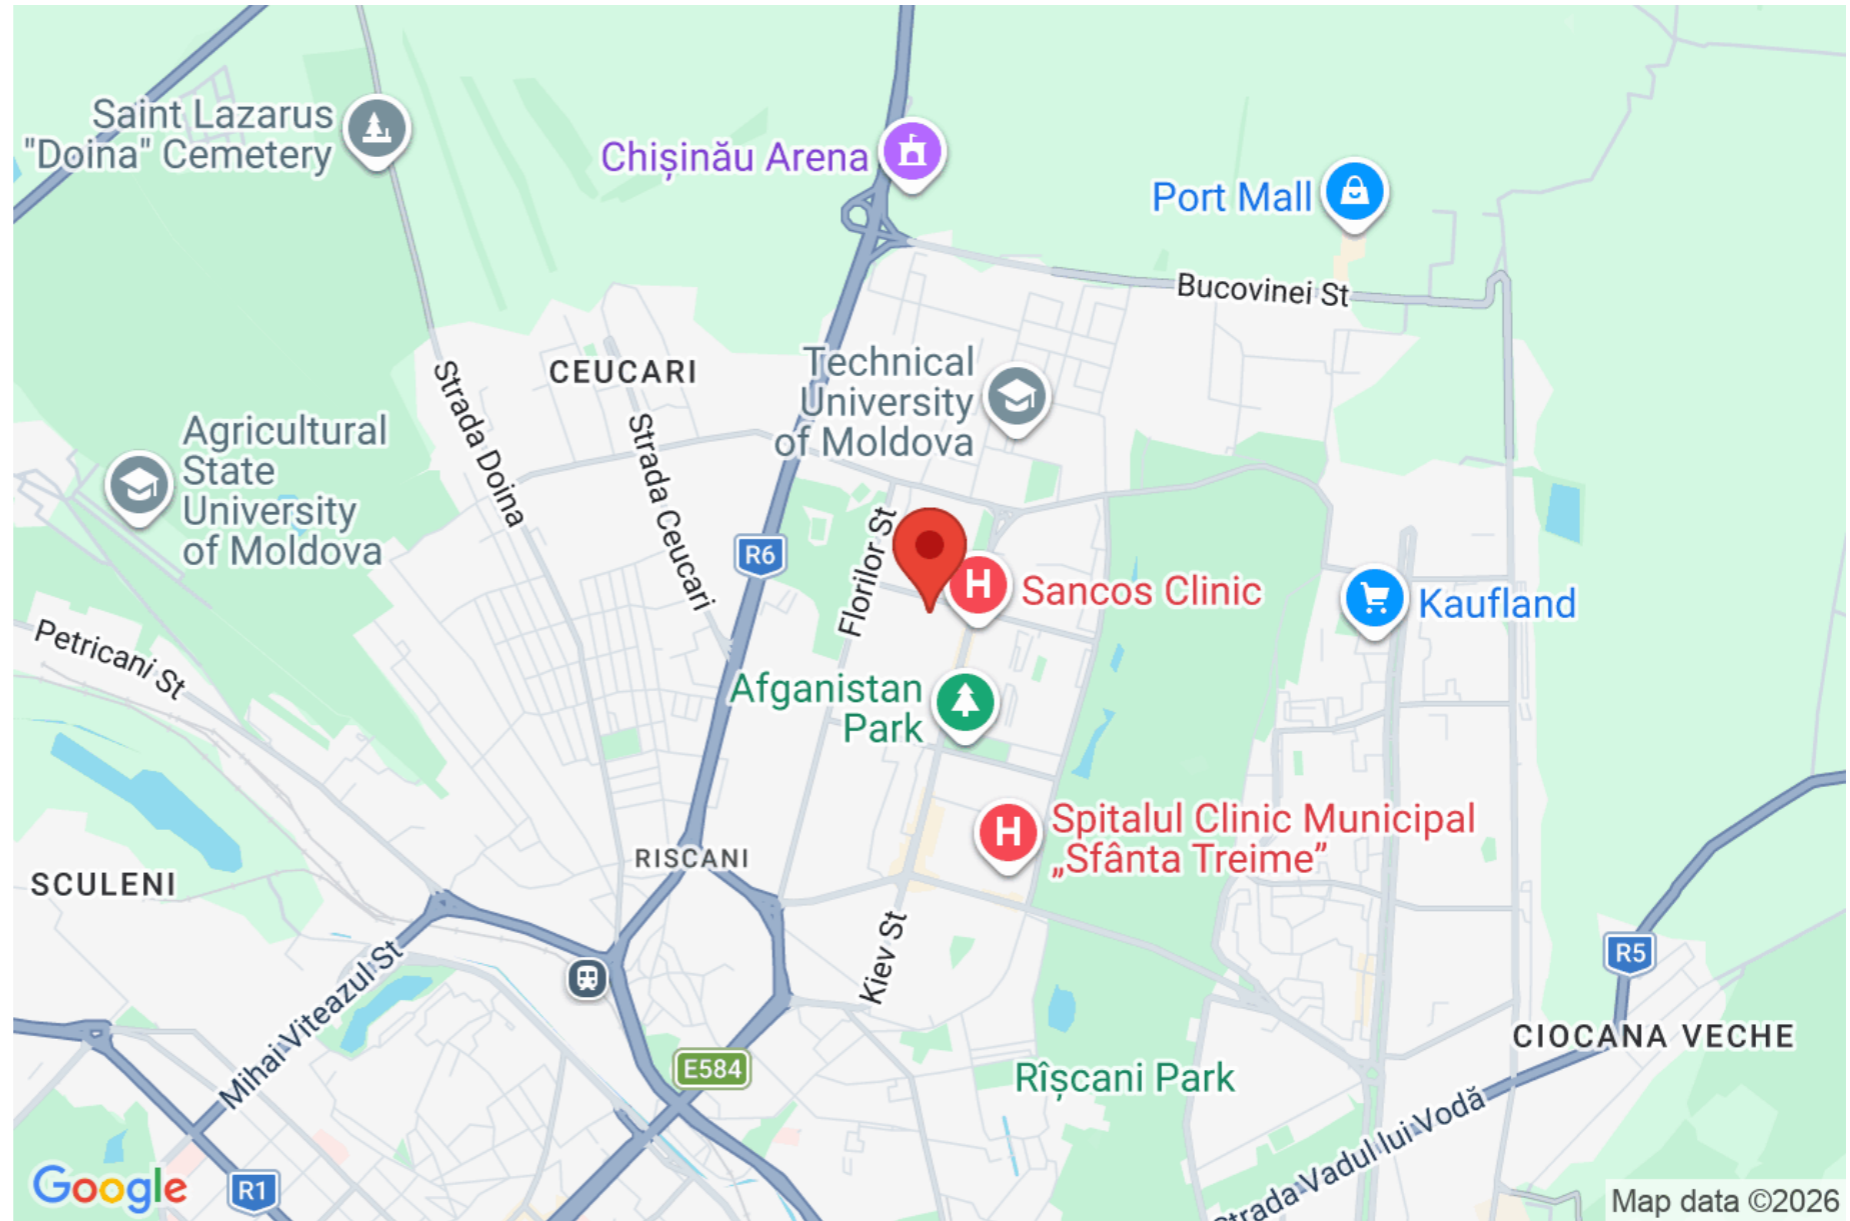 Saint Lazarus
"Doina" Cemetery
Chișinău Arena
Port Mall
Bucovinei St
CEUCARI
Technical
University
of Moldova
Strada Doina
Strada Ceucari
Agricultural
State
University
of Moldova
R6
Florilor St
H
Sancos Clinic
Kaufland
Petricani St
Afganistan
Park
H
Spitalul Clinic Municipal
„Sfânta Treime”
RISCANI
SCULENI
Kiev St
Mihai Viteazul St
R5
CIOCANA VECHE
E584
Rîșcani Park
Strada Vadul lui Vodă
Google
R1
Map data ©2026